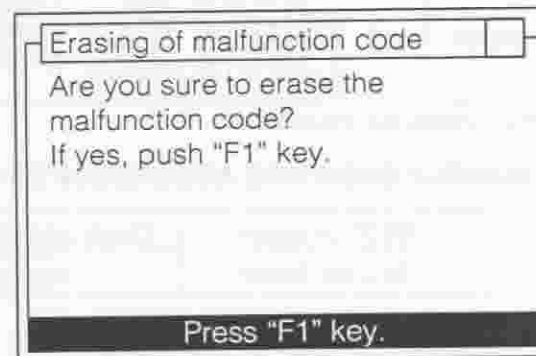 Erasing of malfunction code
Are you sure to erase the
malfunction code?
If yes, push "F1" key.
Press "F1" key.